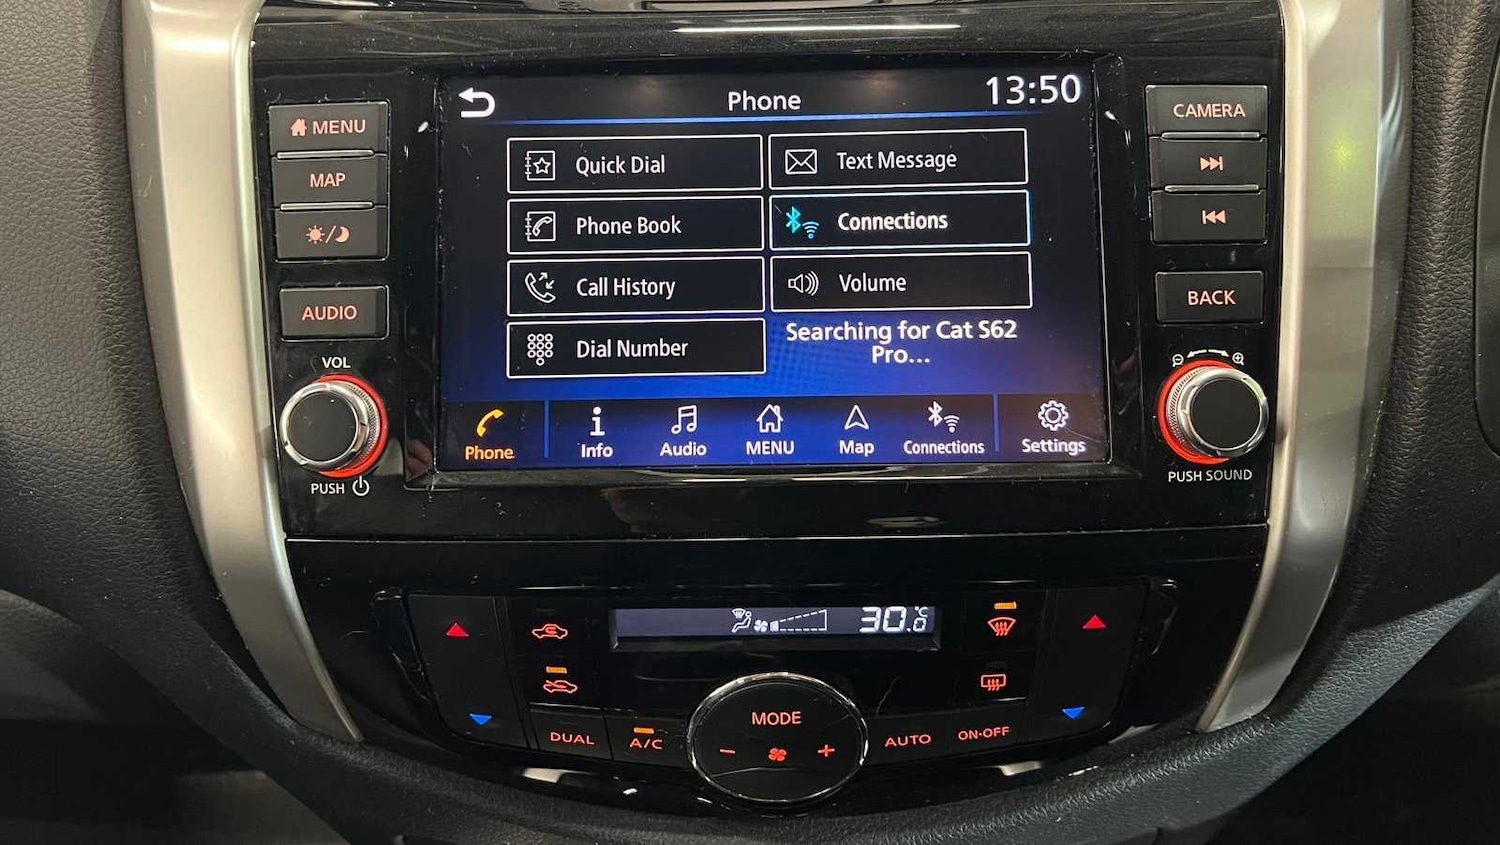 Phone
13:50
MENU
MAP
AUDIO
VOL
PUSH
Quick Dial
Text Message
Phone Book
Connections
Call History
Volume
Dial Number
Searching for Cat S62
Pro...
Phone
Info
Audio
MENU
Map
Connections
Settings
CAMERA
BACK
PUSH SOUND
30.0°C
MODE
DUAL
A/C
AUTO
ON·OFF